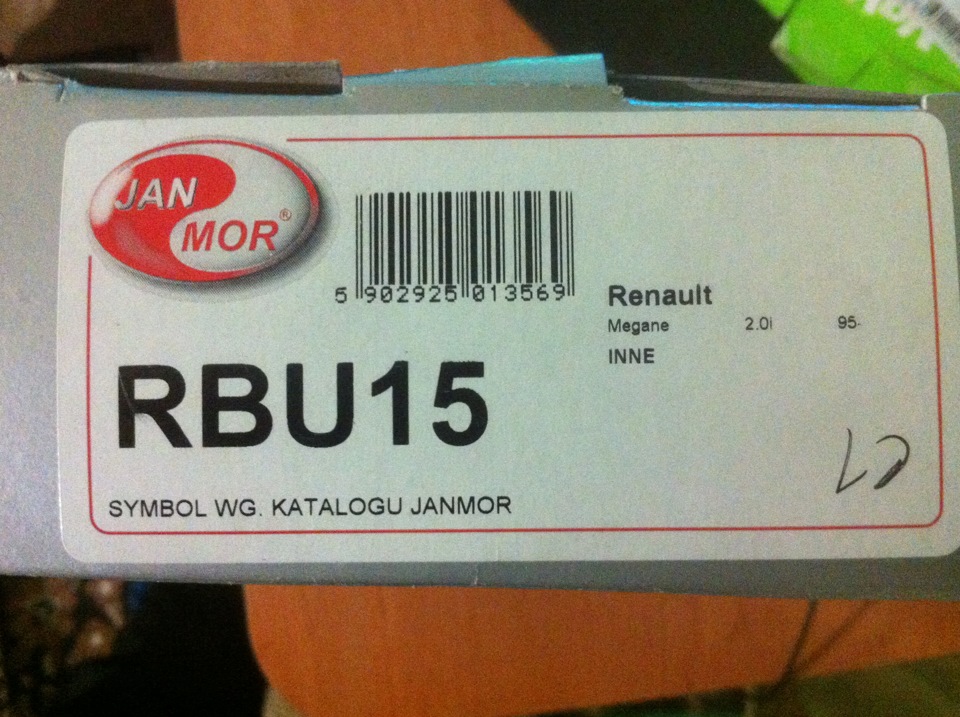 JAN
MOR®
5 902925 013569
Renault
Megane 2.0i 95-
INNE
RBU15
SYMBOL WG. KATALOGU JANMOR